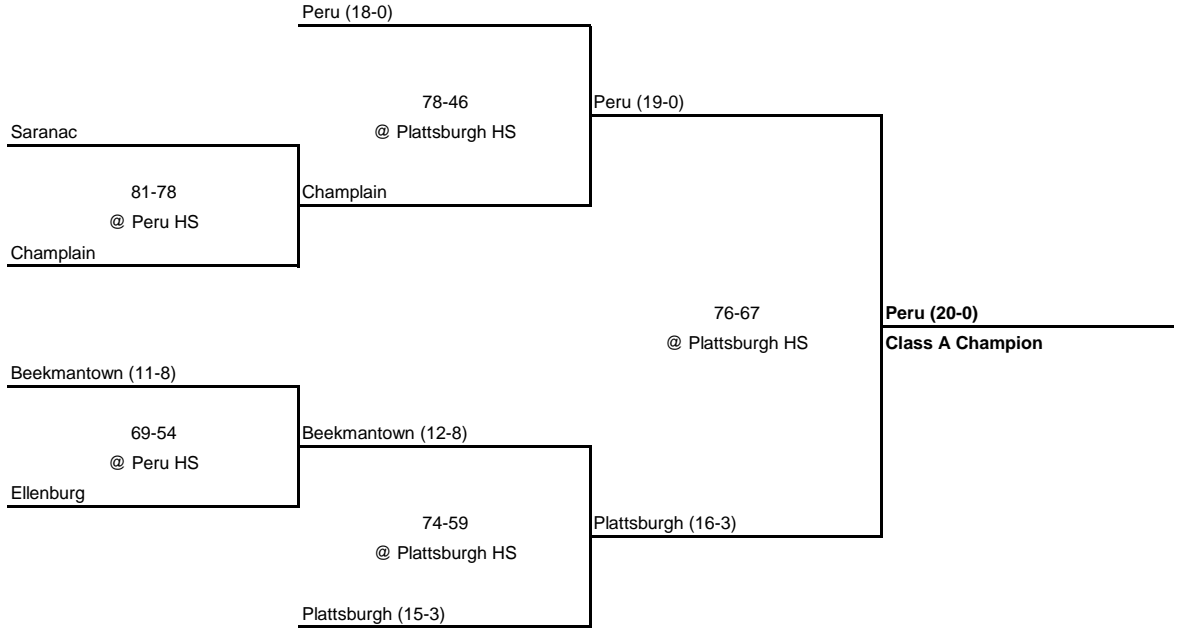 Peru (18-0)
78-46
@ Plattsburgh HS
Peru (19-0)
Saranac
81-78
@ Peru HS
Champlain
Champlain
76-67
@ Plattsburgh HS
Peru (20-0)
Class A Champion
Beekmantown (11-8)
69-54
@ Peru HS
Beekmantown (12-8)
Ellenburg
74-59
@ Plattsburgh HS
Plattsburgh (16-3)
Plattsburgh (15-3)